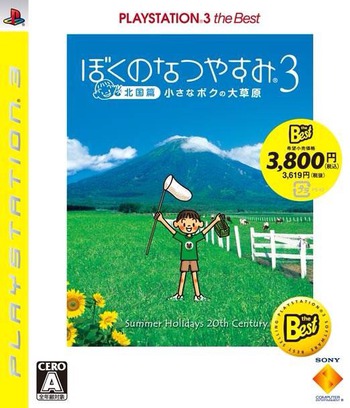 PLAYSTATION®3 the Best
PLAYSTATION 3
ぼくのなつやすみ®3
北国篇 小さなボクの大草原
the Best
希望小売価格
3,800円(税込)
3,619円(税抜)
Summer Holidays 20th Century
the Best
CERO A
全年齢対象
SONY
COMPUTER
ENTERTAINMENT